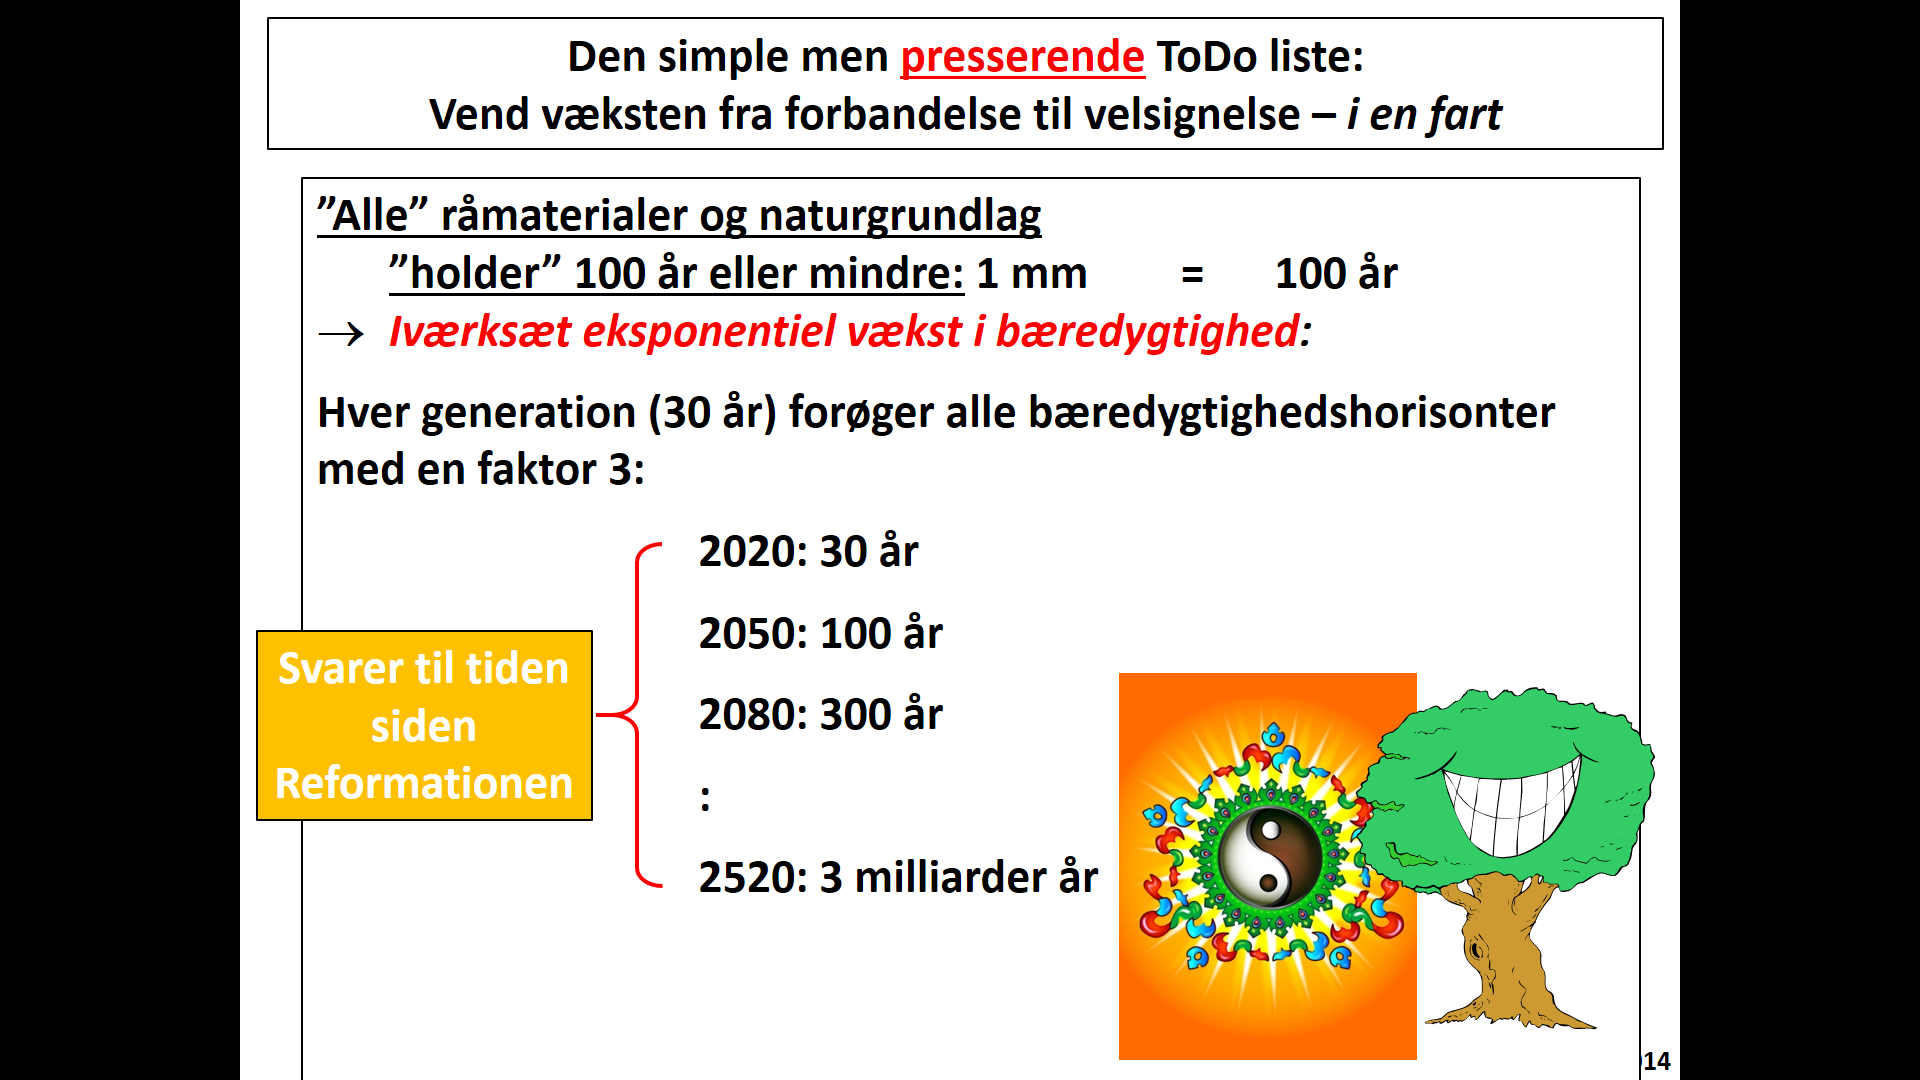 Den simple men presserende ToDo liste:
Vend væksten fra forbandelse til velsignelse – i en fart
”Alle” råmaterialer og naturgrundlag
”holder” 100 år eller mindre: 1 mm = 100 år
→ Iværksæt eksponentiel vækst i bæredygtighed:
Hver generation (30 år) forøger alle bæredygtighedshorisonter
med en faktor 3:
2020: 30 år
2050: 100 år
2080: 300 år
:
2520: 3 milliarder år
Svarer til tiden
siden
Reformationen
14